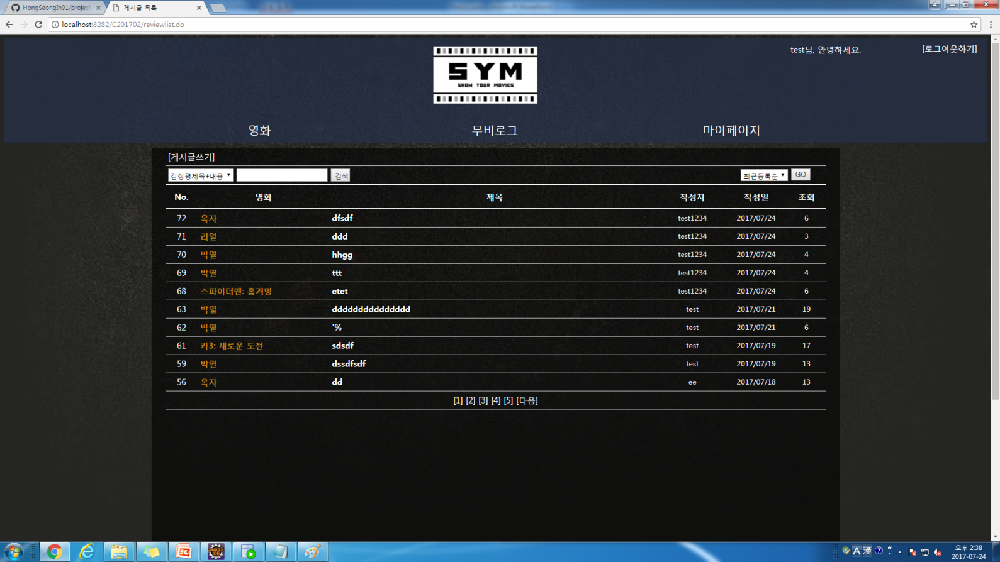 HongSeongIn91/project
게시글 목록
localhost:8282/C201702/reviewlist.do
test님, 안녕하세요.
[로그아웃하기]
SYM
SHOW YOUR MOVIES
영화 무비로그 마이페이지
[게시글쓰기]
감상평제목+내용 검색 최근등록순 GO
No. 영화 제목 작성자 작성일 조회
72 옥자 dfsdf test1234 2017/07/24 6
71 리얼 ddd test1234 2017/07/24 3
70 박열 hhgg test1234 2017/07/24 4
69 박열 ttt test1234 2017/07/24 4
68 스파이더맨: 홈커밍 etet test1234 2017/07/24 6
63 박열 ddddddddddddddd test 2017/07/21 19
62 박열 '% test 2017/07/21 6
61 카3: 새로운 도전 sdsdf test 2017/07/19 17
59 박열 dssdfsdf test 2017/07/19 13
56 옥자 dd ee 2017/07/18 13
[1] [2] [3] [4] [5] [다음]
Java EE
IDE
A 漢
오후 2:38
2017-07-24